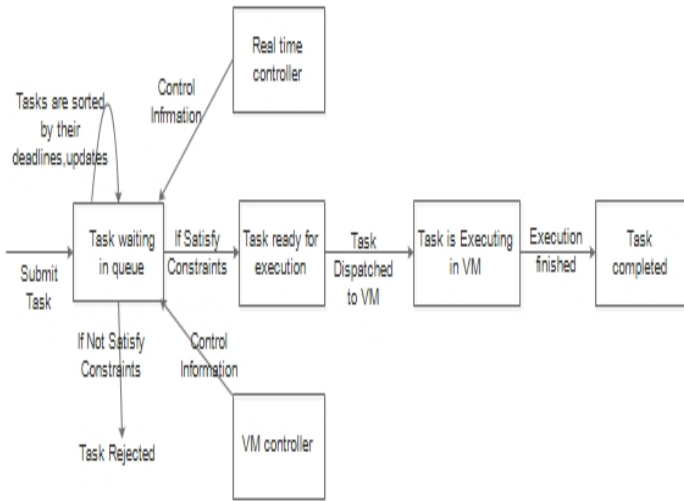 Real time
controller
Control
Infrmation
Tasks are sorted
by their
deadlines,updates
Submit
Task
Task waiting
in queue
If Satisfy
Constraints
Task ready for
execution
Task
Dispatched
to VM
Task is Executing
in VM
Execution
finished
Task
completed
If Not Satisfy
Constraints
Control
Information
Task Rejected
VM controller